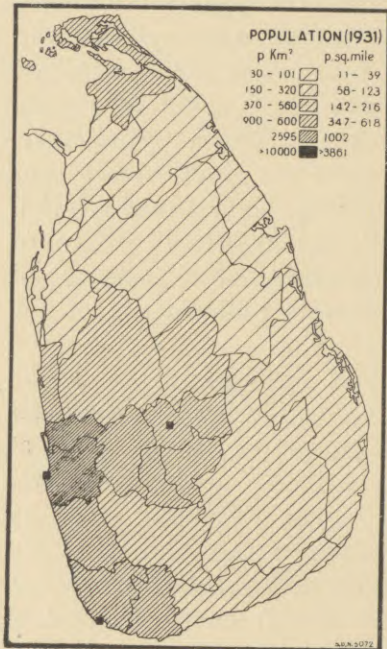 POPULATION (1931)
p Km² p.sq.mile
30 - 101 11 - 39
150 - 320 58 - 123
370 - 560 142 - 216
900 - 600 347 - 618
2595 1002
>10000 >3861